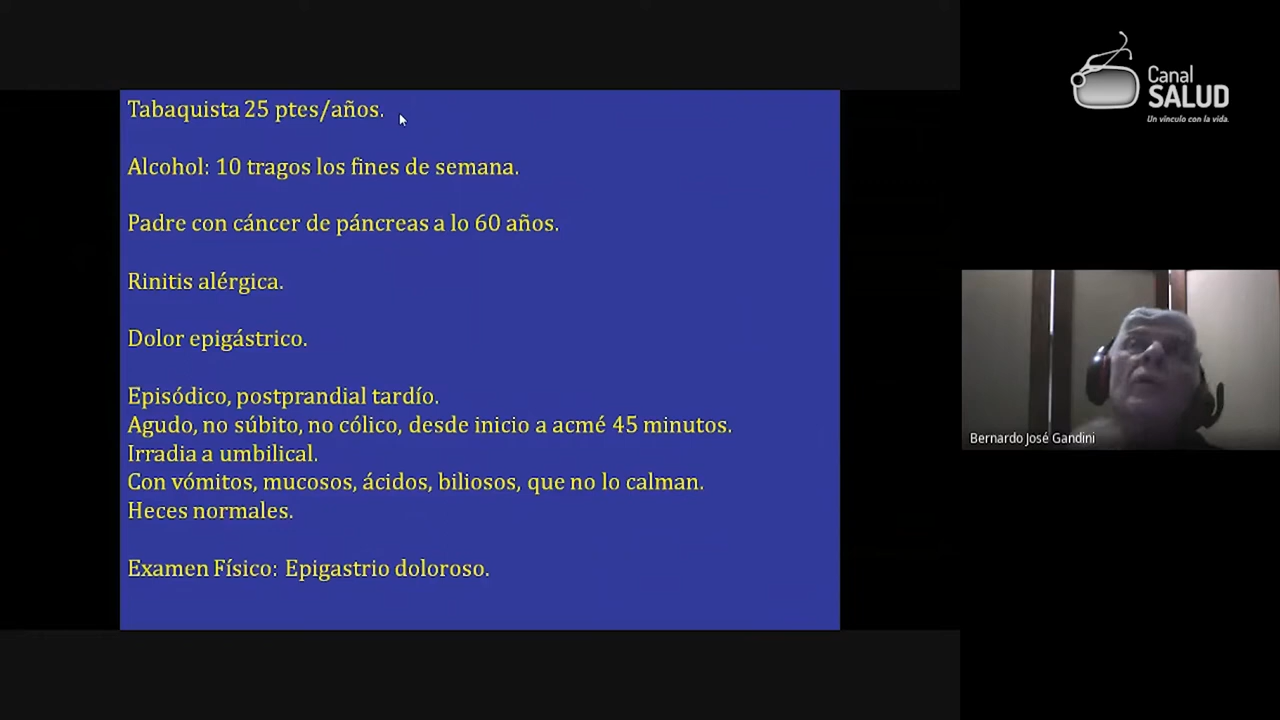 Tabaquista 25 ptes/años.
Alcohol: 10 tragos los fines de semana.
Padre con cáncer de páncreas a lo 60 años.
Rinitis alérgica.
Dolor epigástrico.
Episódico, postprandial tardío.
Agudo, no súbito, no cólico, desde inicio a acmé 45 minutos.
Irradia a umbilical.
Con vómitos, mucosos, ácidos, biliosos, que no lo calman.
Heces normales.
Examen Físico: Epigastrio doloroso.
Canal
SALUD
Un vínculo con la vida.
Bernardo José Gandini